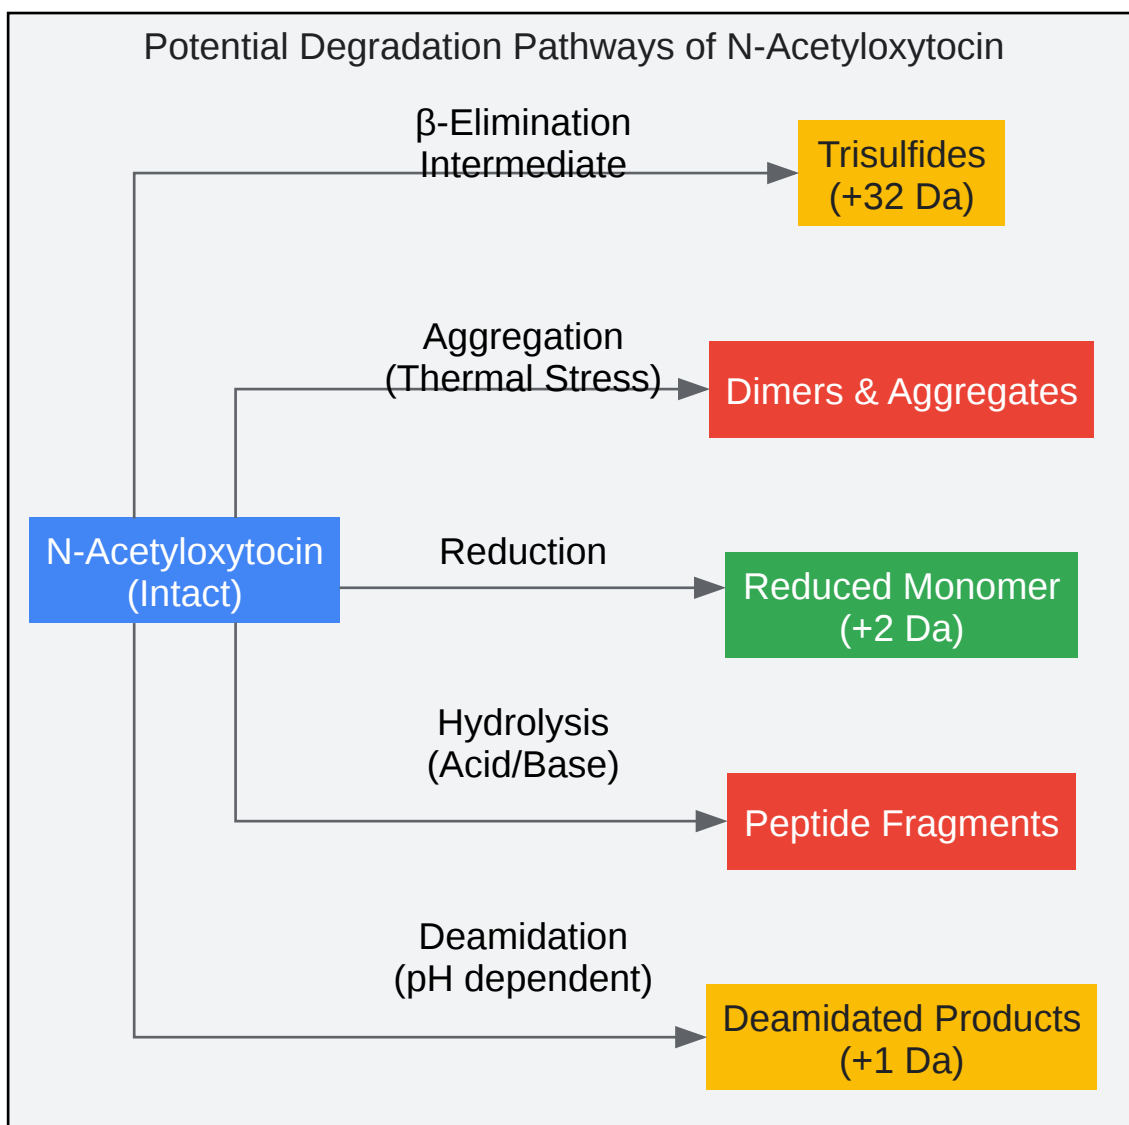 Potential Degradation Pathways of N-Acetyloxytocin
β-Elimination
Intermediate
Trisulfides
(+32 Da)
Aggregation
(Thermal Stress)
Dimers & Aggregates
N-Acetyloxytocin
(Intact)
Reduction
Reduced Monomer
(+2 Da)
Hydrolysis
(Acid/Base)
Peptide Fragments
Deamidation
(pH dependent)
Deamidated Products
(+1 Da)